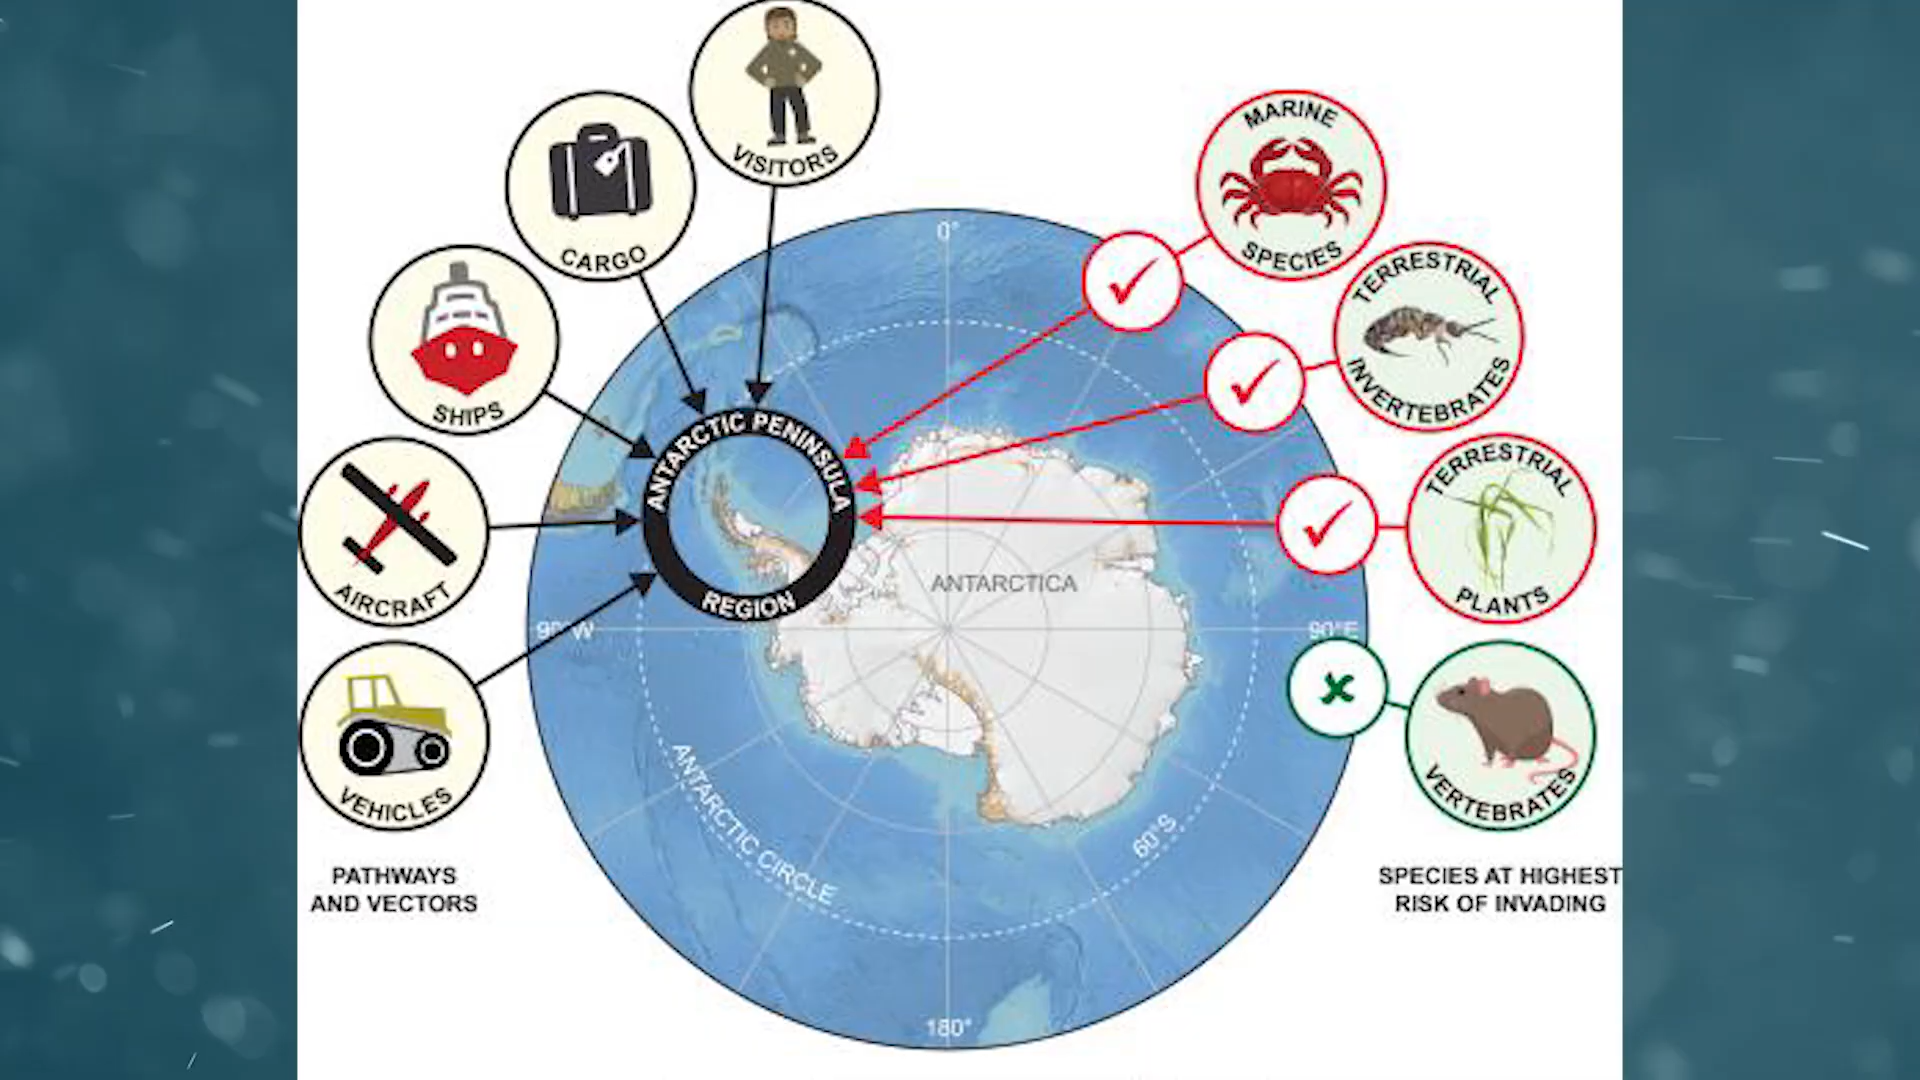 VISITORS
CARGO
SHIPS
AIRCRAFT
VEHICLES
PATHWAYS
AND VECTORS
ANTARCTIC PENINSULA
REGION
0°
90°W
90°E
180°
60°S
ANTARCTICA
ANTARCTIC CIRCLE
MARINE
SPECIES
TERRESTRIAL
INVERTEBRATES
TERRESTRIAL
PLANTS
VERTEBRATES
SPECIES AT HIGHEST
RISK OF INVADING